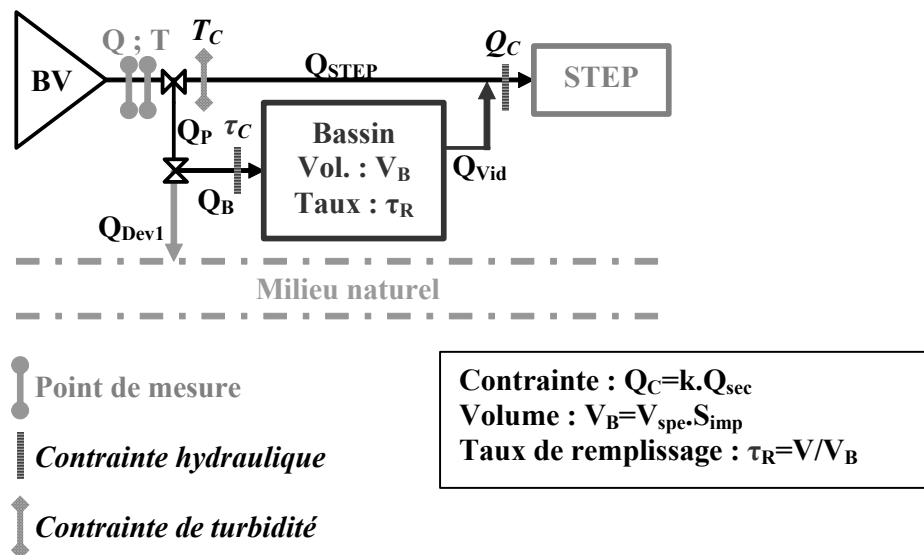 Q ; T
T_C
Q_C
BV
Q_STEP
STEP
Q_P
τ_C
Bassin
Vol. : V_B
Taux : τ_R
Q_Vid
Q_B
Q_Dev1
Milieu naturel
Point de mesure
Contrainte hydraulique
Contrainte de turbidité
Contrainte : Q_C=k.Q_sec
Volume : V_B=V_spe.S_imp
Taux de remplissage : τ_R=V/V_B